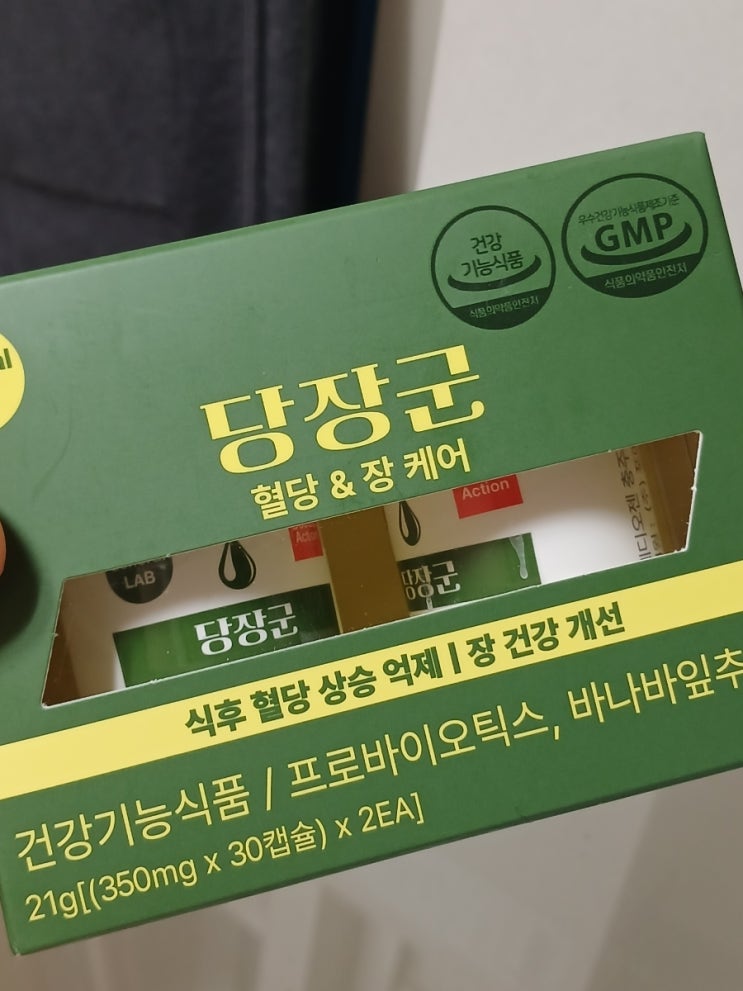 건강
기능식품
식품의약품안전처
우수건강기능식품제조기준
GMP
식품의약품안전처
당장군
혈당 & 장 케어
Action
LAB
당장군
당장군
식후 혈당 상승 억제 | 장 건강 개선
건강기능식품 / 프로바이오틱스, 바나바잎추
21g[(350mg x 30캡슐) x 2EA]